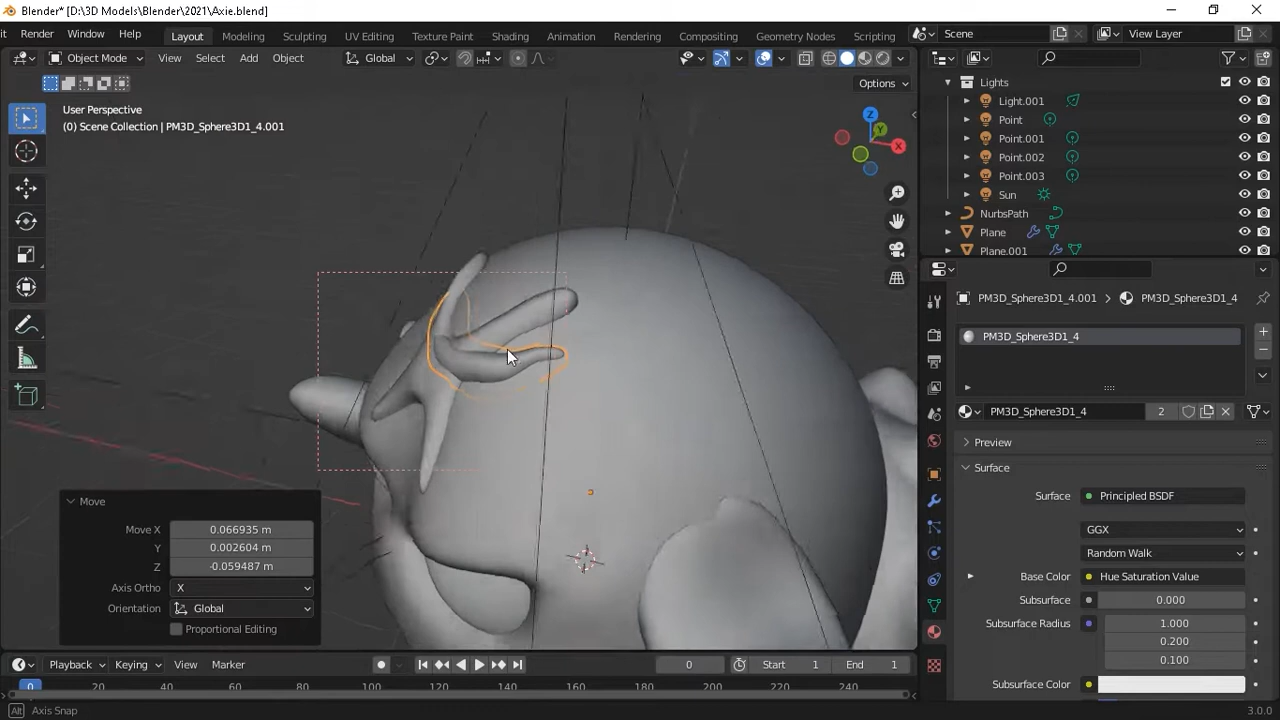 Blender* [D:\3D Models\Blender\2021\Axie.blend]
it Render Window Help Layout Modeling Sculpting UV Editing Texture Paint Shading Animation Rendering Compositing Geometry Nodes Scripting Scene View Layer
Object Mode View Select Add Object Global
Options
User Perspective
(0) Scene Collection | PM3D_Sphere3D1_4.001
Z
Y
X
Lights
Light.001
Point
Point.001
Point.002
Point.003
Sun
NurbsPath
Plane
Plane.001
PM3D_Sphere3D1_4.001 PM3D_Sphere3D1_4
PM3D_Sphere3D1_4
PM3D_Sphere3D1_4 2
Preview
Surface
Surface Principled BSDF
GGX
Random Walk
Base Color Hue Saturation Value
Subsurface 0.000
Subsurface Radius 1.000
0.200
0.100
Subsurface Color
Move
Move X 0.066935 m
Y 0.002604 m
Z -0.059487 m
Axis Ortho X
Orientation Global
Proportional Editing
Playback Keying View Marker 0 Start 1 End 1
0 20 40 60 80 100 120 140 160 180 200 220 240
Alt Axis Snap 3.0.0